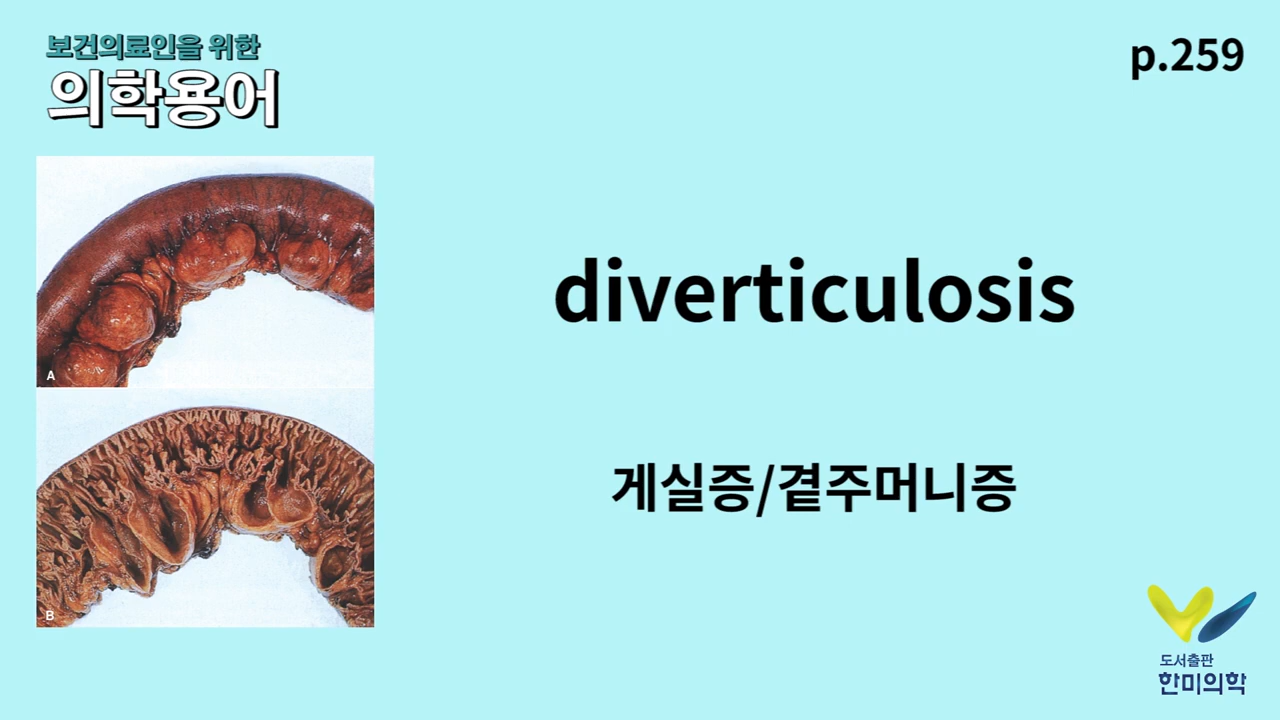 보건의료인을 위한
의학용어
p.259
A
B
diverticulosis
게실증/곁주머니증
도서출판
한미의학